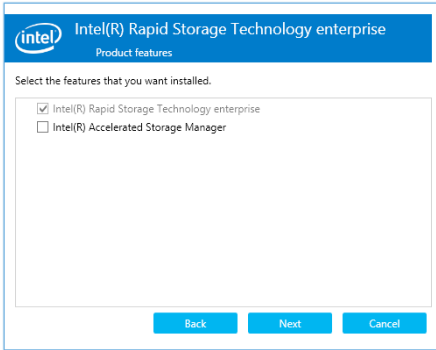 (intel) Intel(R) Rapid Storage Technology enterprise
Product features
Select the features that you want installed.
Intel(R) Rapid Storage Technology enterprise
Intel(R) Accelerated Storage Manager
Back Next Cancel